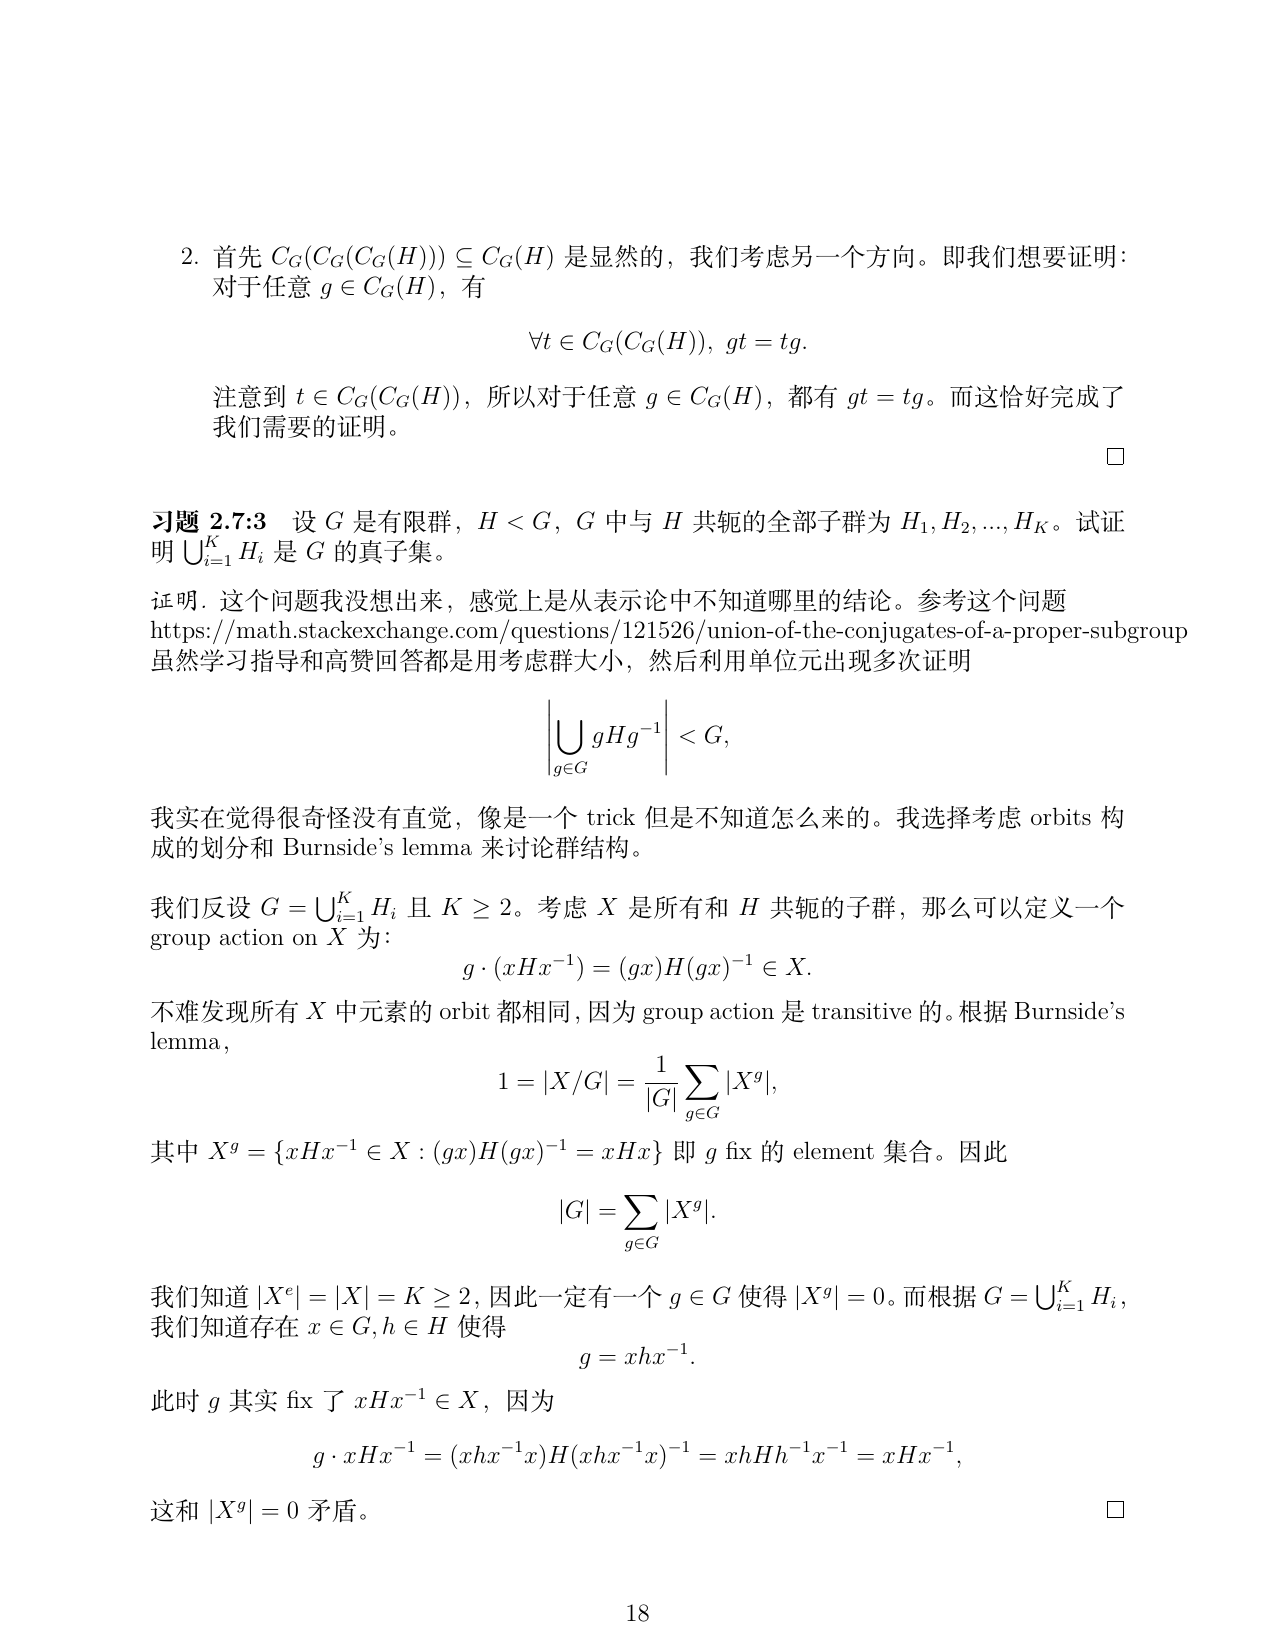 2. 首先 $C_G(C_G(C_G(H))) \subseteq C_G(H)$ 是显然的，我们考虑另一个方向。即我们想要证明：
对于任意 $g \in C_G(H)$，有
$\forall t \in C_G(C_G(H)),\ gt = tg.$
注意到 $t \in C_G(C_G(H))$，所以对于任意 $g \in C_G(H)$，都有 $gt = tg$。而这恰好完成了
我们需要的证明。
□
习题 2.7:3 设 $G$ 是有限群，$H < G$，$G$ 中与 $H$ 共轭的全部子群为 $H_1, H_2, ..., H_K$。试证
明 $\bigcup_{i=1}^{K} H_i$ 是 $G$ 的真子集。
证明. 这个问题我没想出来，感觉上是从表示论中不知道哪里的结论。参考这个问题
https://math.stackexchange.com/questions/121526/union-of-the-conjugates-of-a-proper-subgroup
虽然学习指导和高赞回答都是用考虑群大小，然后利用单位元出现多次证明
$\left| \bigcup_{g \in G} gHg^{-1} \right| < G,$
我实在觉得很奇怪没有直觉，像是一个 trick 但是不知道怎么来的。我选择考虑 orbits 构
成的划分和 Burnside's lemma 来讨论群结构。
我们反设 $G = \bigcup_{i=1}^{K} H_i$ 且 $K \geq 2$。考虑 $X$ 是所有和 $H$ 共轭的子群，那么可以定义一个
group action on $X$ 为：
$g \cdot (xHx^{-1}) = (gx)H(gx)^{-1} \in X.$
不难发现所有 $X$ 中元素的 orbit 都相同，因为 group action 是 transitive 的。根据 Burnside's
lemma，
$1 = |X/G| = \frac{1}{|G|} \sum_{g \in G} |X^g|,$
其中 $X^g = \{xHx^{-1} \in X : (gx)H(gx)^{-1} = xHx\}$ 即 $g$ fix 的 element 集合。因此
$|G| = \sum_{g \in G} |X^g|.$
我们知道 $|X^e| = |X| = K \geq 2$，因此一定有一个 $g \in G$ 使得 $|X^g| = 0$。而根据 $G = \bigcup_{i=1}^{K} H_i$，
我们知道存在 $x \in G, h \in H$ 使得
$g = xhx^{-1}.$
此时 $g$ 其实 fix 了 $xHx^{-1} \in X$，因为
$g \cdot xHx^{-1} = (xhx^{-1}x)H(xhx^{-1}x)^{-1} = xhHh^{-1}x^{-1} = xHx^{-1},$
这和 $|X^g| = 0$ 矛盾。 □
18